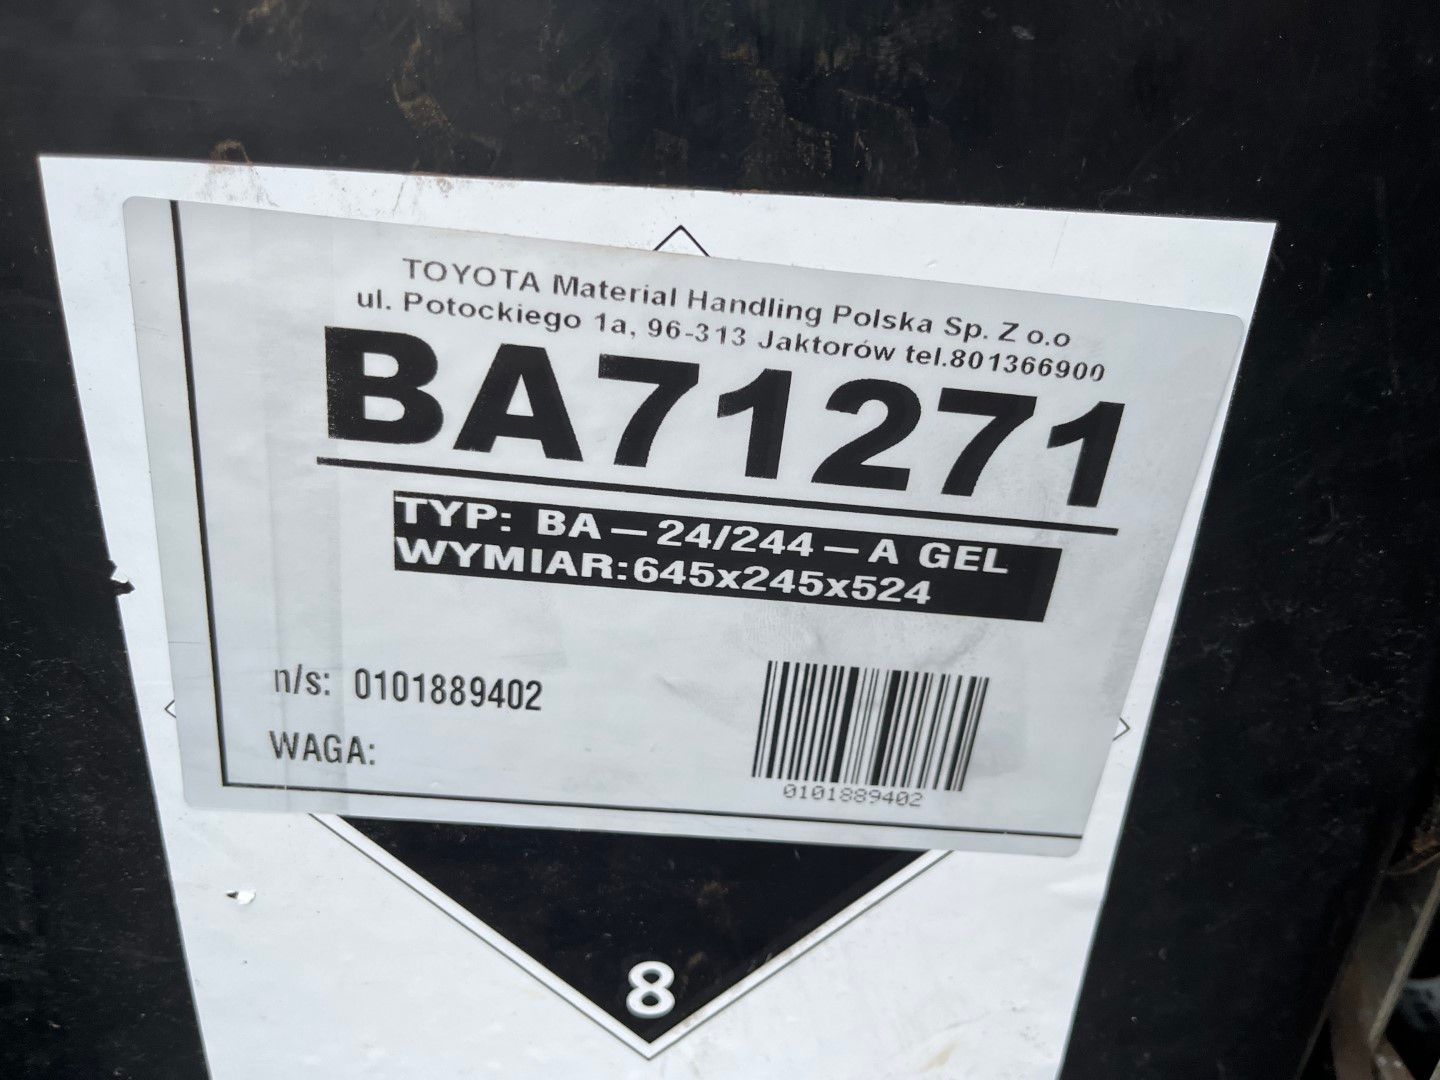 TOYOTA Material Handling Polska Sp. Z o.o
ul. Potockiego 1a, 96-313 Jaktorów tel.801366900
BA71271
TYP: BA – 24/244 – A GEL
WYMIAR:645x245x524
n/s: 0101889402
WAGA:
0101889402
8